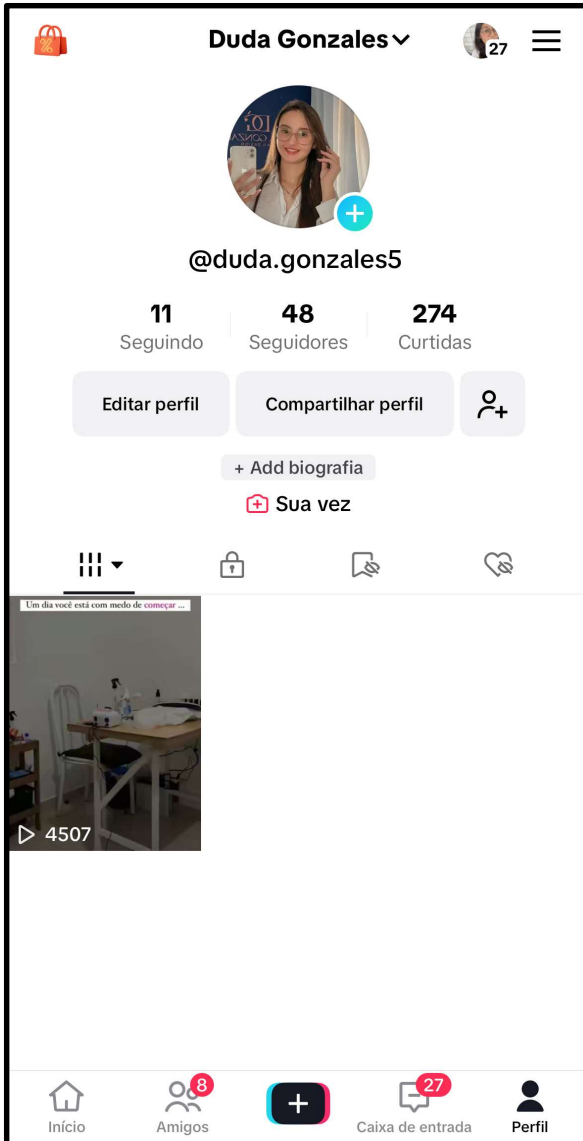 Duda Gonzales
27
@duda.gonzales5
11 48 274
Seguindo Seguidores Curtidas
Editar perfil Compartilhar perfil
+ Add biografia
Sua vez
Um dia você está com medo de começar ...
4507
8 27
Início Amigos Caixa de entrada Perfil